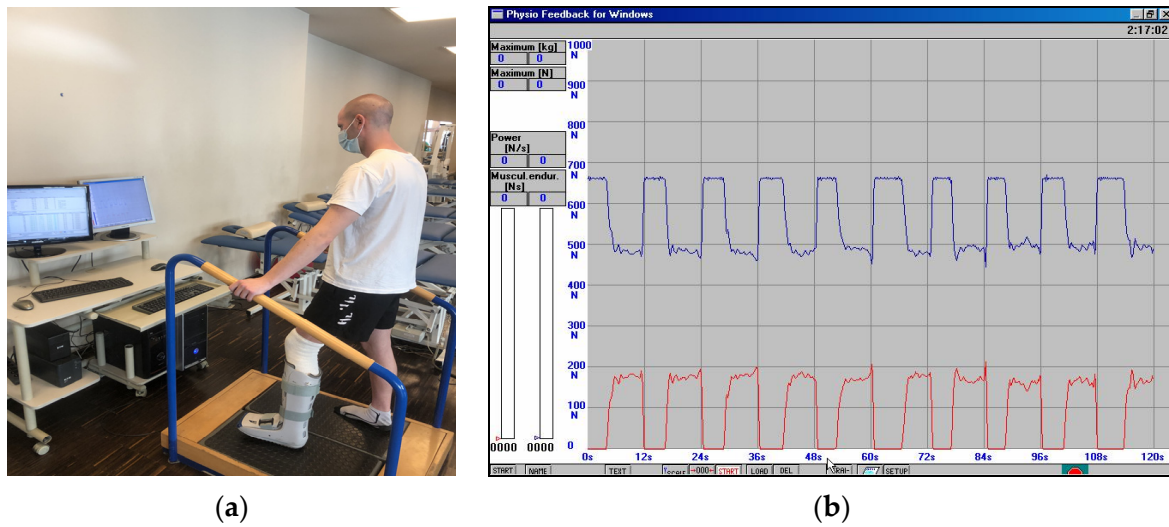 Physio Feedback for Windows
2:17:02
Maximum [kg]
0 0
Maximum [N]
0 0
Power
[N/s]
0 0
Muscul.endur.
[Ns]
0 0
0000 0000
1000
N
900
N
800
N
700
N
600
N
500
N
400
N
300
N
200
N
100
N
0
0s 12s 24s 36s 48s 60s 72s 84s 96s 108s 120s
START NAME TEXT →000← START LOAD DEL SETUP
(a) (b)